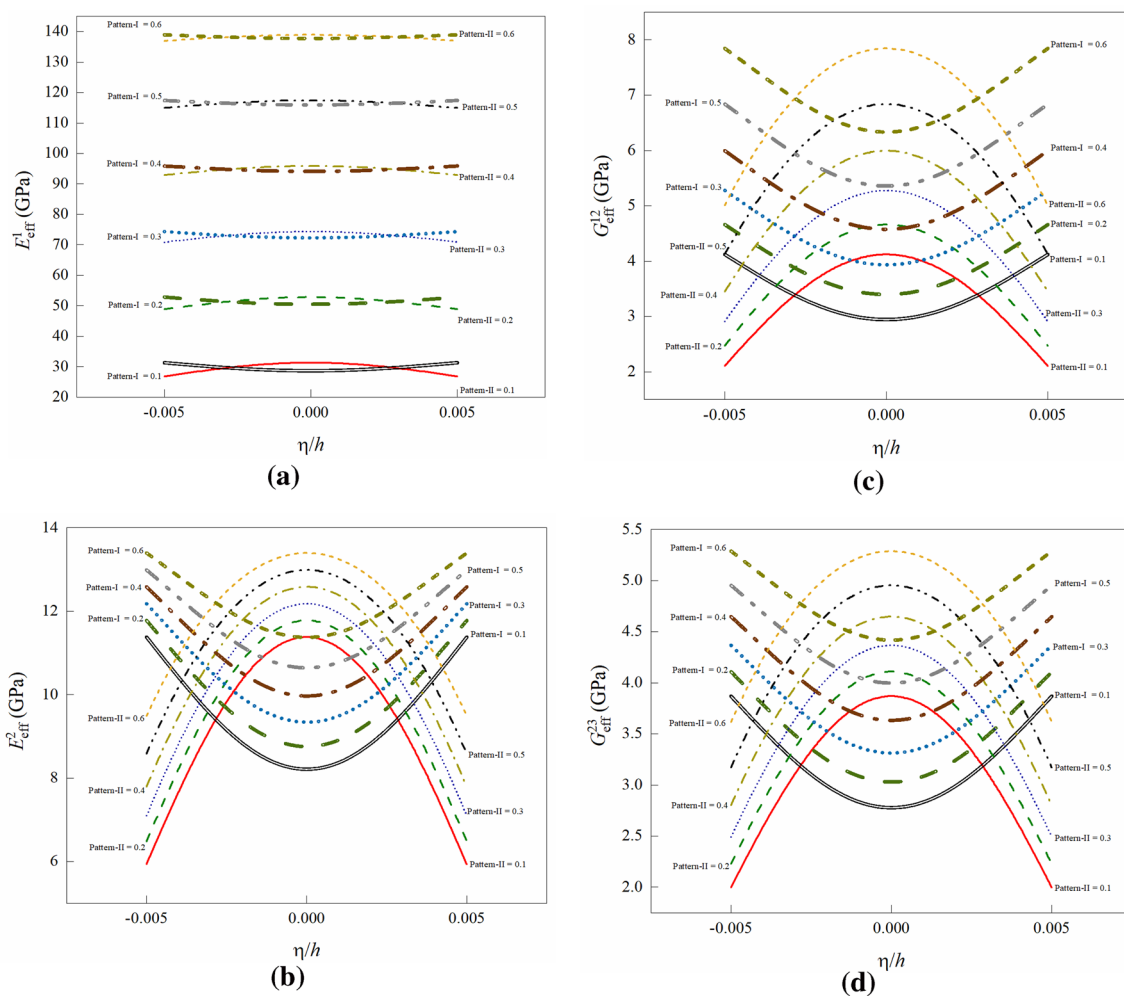 140
130
120
110
100
90
80
70
60
50
40
30
20
E¹eff (GPa)
Pattern-I = 0.6
Pattern-II = 0.6
Pattern-I = 0.5
Pattern-II = 0.5
Pattern-I = 0.4
Pattern-II = 0.4
Pattern-I = 0.3
Pattern-II = 0.3
Pattern-I = 0.2
Pattern-II = 0.2
Pattern-I = 0.1
Pattern-II = 0.1
-0.005 0.000 0.005
η/h
(a)
8
7
6
5
4
3
2
G¹²eff (GPa)
Pattern-I = 0.6
Pattern-I = 0.5
Pattern-I = 0.4
Pattern-I = 0.3
Pattern-II = 0.6
Pattern-I = 0.2
Pattern-II = 0.5
Pattern-I = 0.1
Pattern-II = 0.4
Pattern-II = 0.3
Pattern-II = 0.2
Pattern-II = 0.1
-0.005 0.000 0.005
η/h
(c)
14
12
10
8
6
E²eff (GPa)
Pattern-I = 0.6
Pattern-I = 0.5
Pattern-I = 0.4
Pattern-I = 0.3
Pattern-I = 0.2
Pattern-I = 0.1
Pattern-II = 0.6
Pattern-II = 0.5
Pattern-II = 0.4
Pattern-II = 0.3
Pattern-II = 0.2
Pattern-II = 0.1
-0.005 0.000 0.005
η/h
(b)
5.5
5.0
4.5
4.0
3.5
3.0
2.5
2.0
G²³eff (GPa)
Pattern-I = 0.6
Pattern-I = 0.5
Pattern-I = 0.4
Pattern-I = 0.3
Pattern-I = 0.2
Pattern-I = 0.1
Pattern-II = 0.6
Pattern-II = 0.5
Pattern-II = 0.4
Pattern-II = 0.3
Pattern-II = 0.2
Pattern-II = 0.1
-0.005 0.000 0.005
η/h
(d)